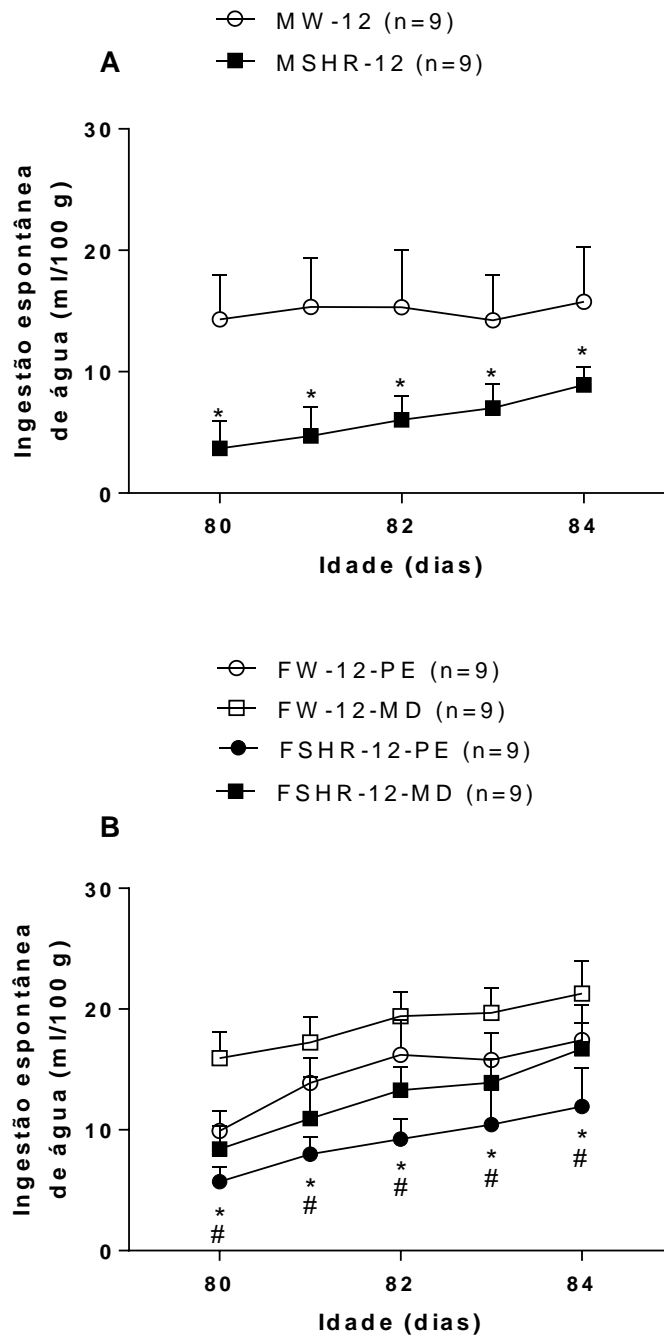 MW-12 (n=9)
MSHR-12 (n=9)
A
Ingestão espontânea
de água (ml/100 g)
30
20
10
0
* * * * *
80 82 84
Idade (dias)
FW-12-PE (n=9)
FW-12-MD (n=9)
FSHR-12-PE (n=9)
FSHR-12-MD (n=9)
B
Ingestão espontânea
de água (ml/100 g)
30
20
10
0
* * * * *
# # # # #
80 82 84
Idade (dias)